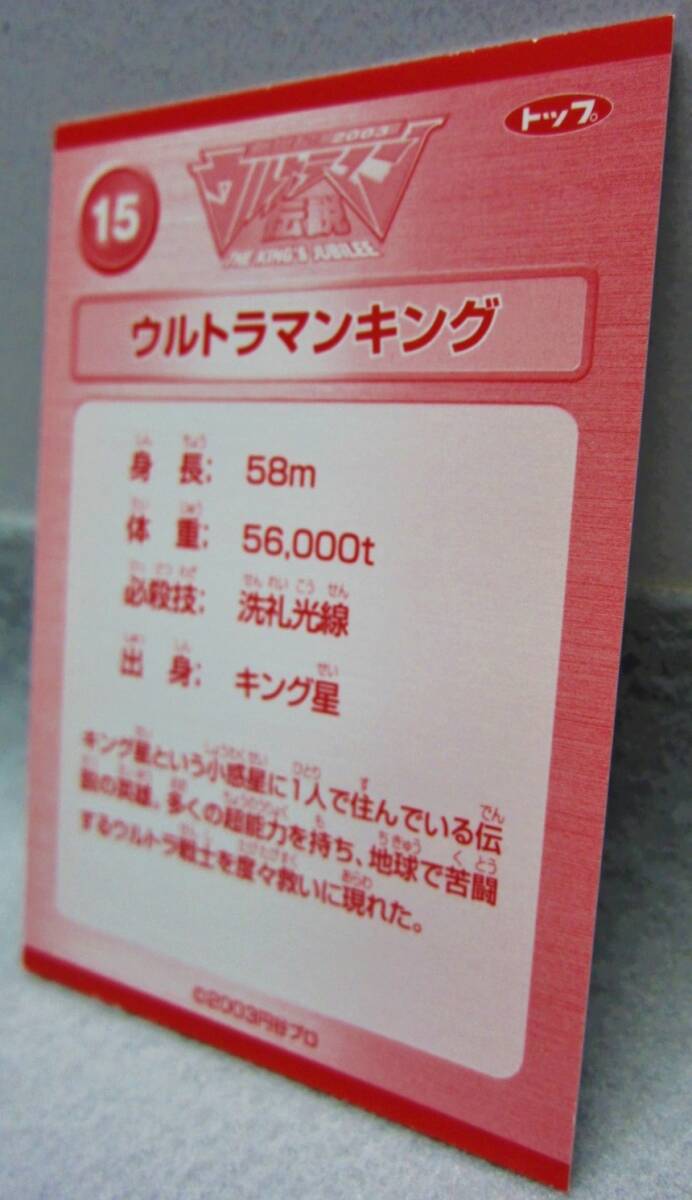 15
2003
ウルトラマン
伝説
THE KING'S JUBILEE
トップ
ウルトラマンキング
身長: 58m
体重: 56,000t
必殺技: 洗礼光線
出身: キング星
キング星という小惑星に1人で住んでいる伝
説の英雄。多くの超能力を持ち、地球で苦闘
するウルトラ戦士を度々救いに現れた。
©2003円谷プロ